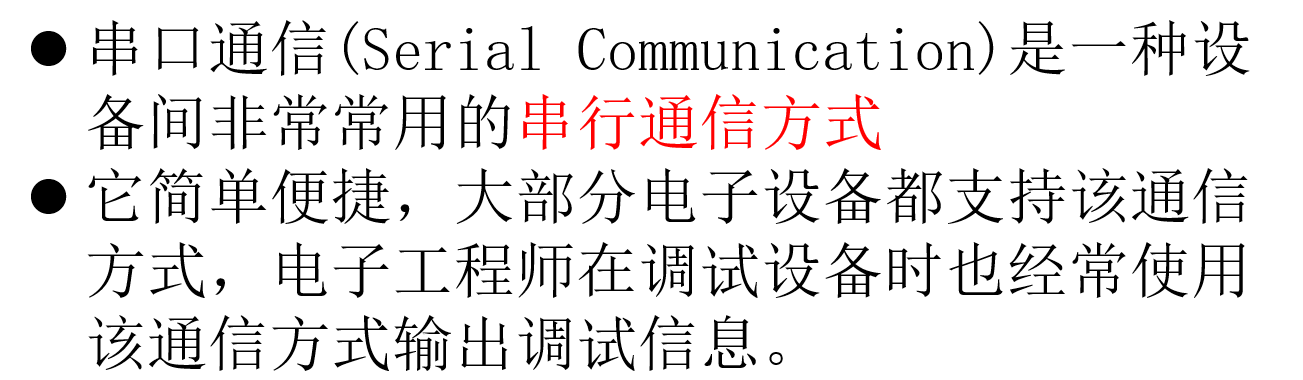 ● 串口通信(Serial Communication)是一种设
备间非常常用的串行通信方式
● 它简单便捷，大部分电子设备都支持该通信
方式，电子工程师在调试设备时也经常使用
该通信方式输出调试信息。